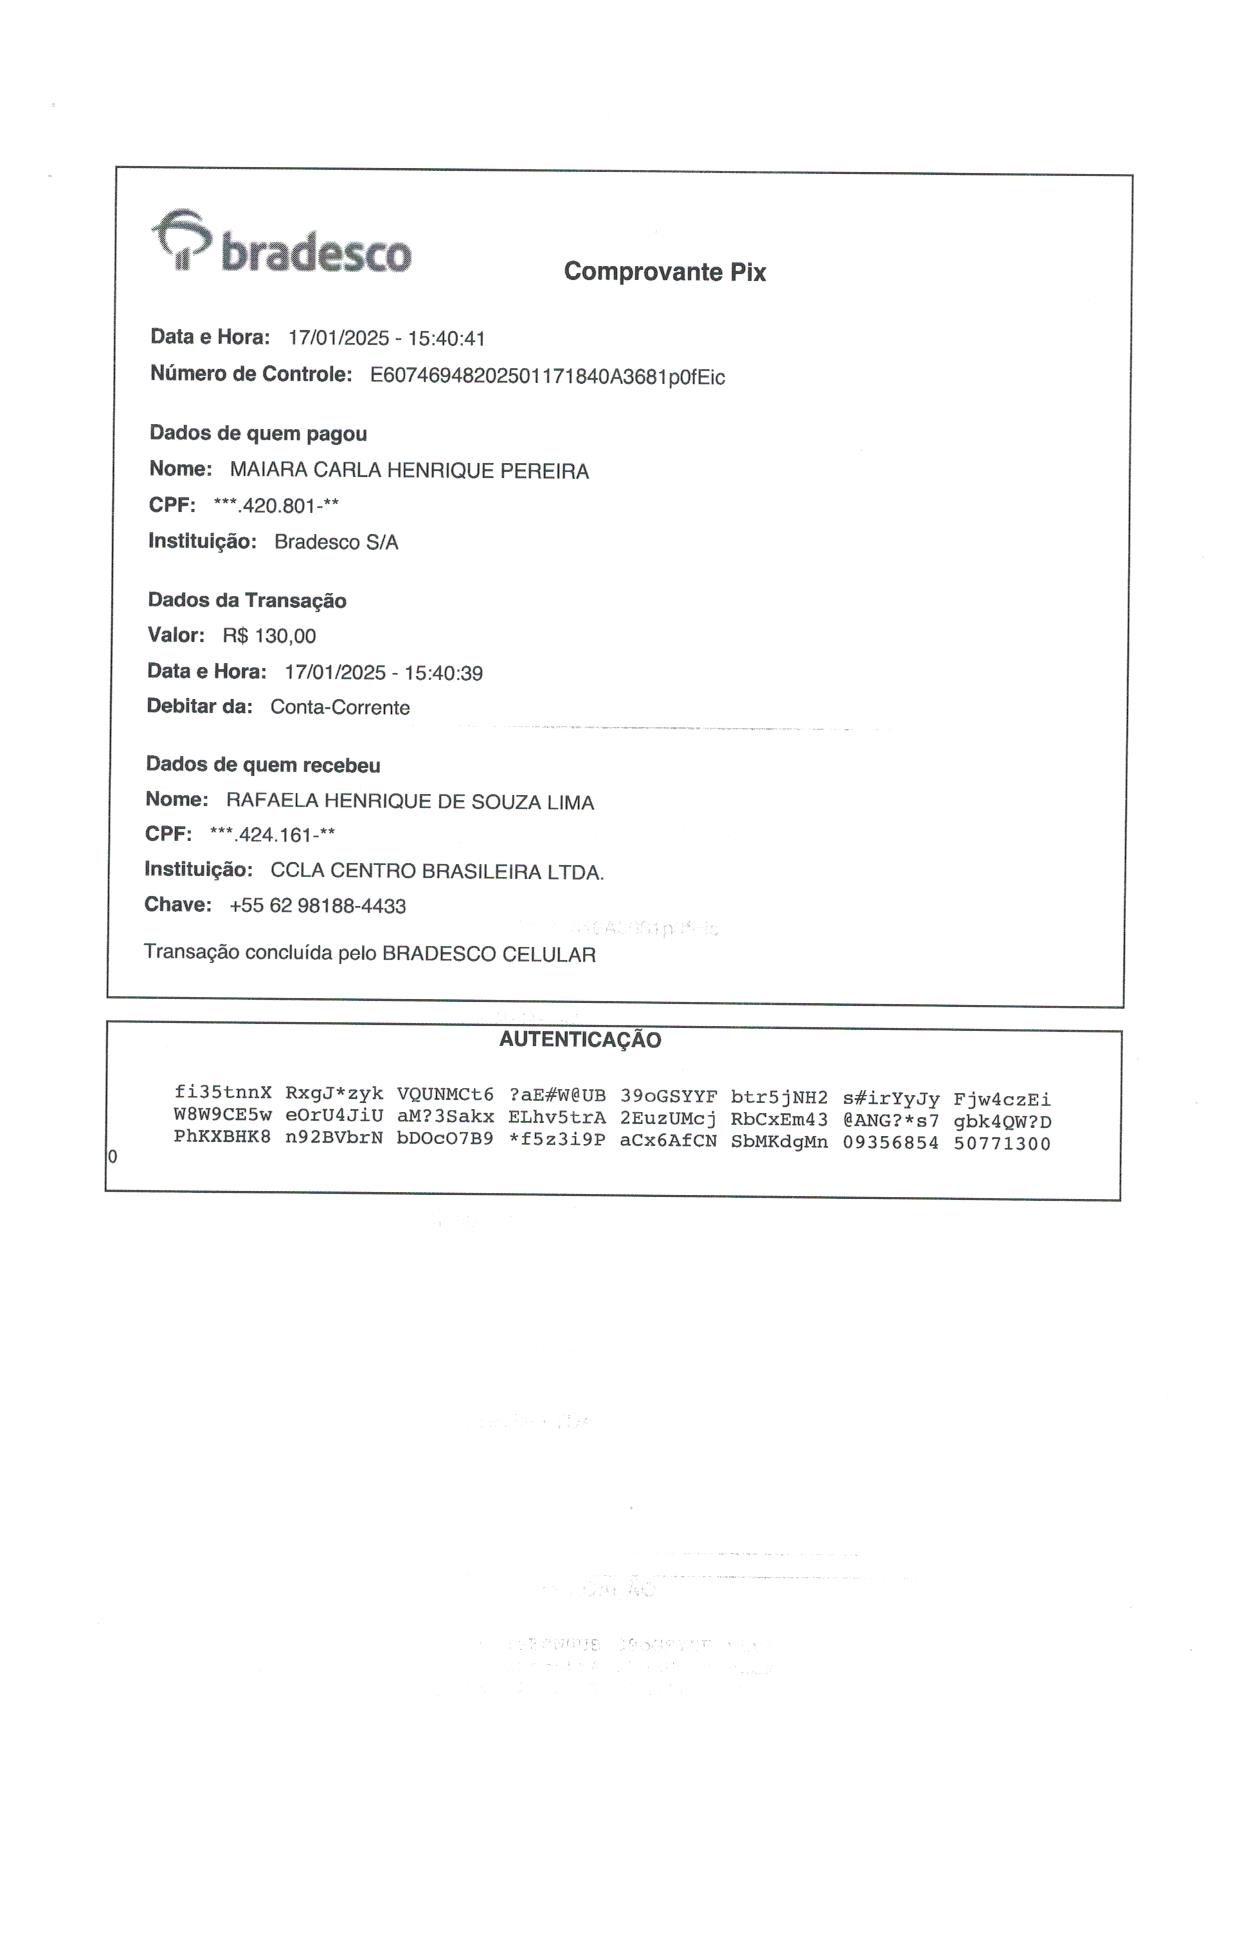 bradesco
Comprovante Pix
Data e Hora: 17/01/2025 - 15:40:41
Número de Controle: E60746948202501171840A3681p0fEic
Dados de quem pagou
Nome: MAIARA CARLA HENRIQUE PEREIRA
CPF: ***.420.801-**
Instituição: Bradesco S/A
Dados da Transação
Valor: R$ 130,00
Data e Hora: 17/01/2025 - 15:40:39
Debitar da: Conta-Corrente
Dados de quem recebeu
Nome: RAFAELA HENRIQUE DE SOUZA LIMA
CPF: ***.424.161-**
Instituição: CCLA CENTRO BRASILEIRA LTDA.
Chave: +55 62 98188-4433
Transação concluída pelo BRADESCO CELULAR
AUTENTICAÇÃO
fi35tnnX RxgJ*zyk VQUNMCt6 ?aE#W@UB 39oGSYYF btr5jNH2 s#irYyJy Fjw4czEi
W8W9CE5w eOrU4JiU aM?3Sakx ELhv5trA 2EuzUMcj RbCxEm43 @ANG?*s7 gbk4QW?D
PhKXBHK8 n92BVbrN bDOcO7B9 *f5z3i9P aCx6AfCN SbMKdgMn 09356854 50771300
0